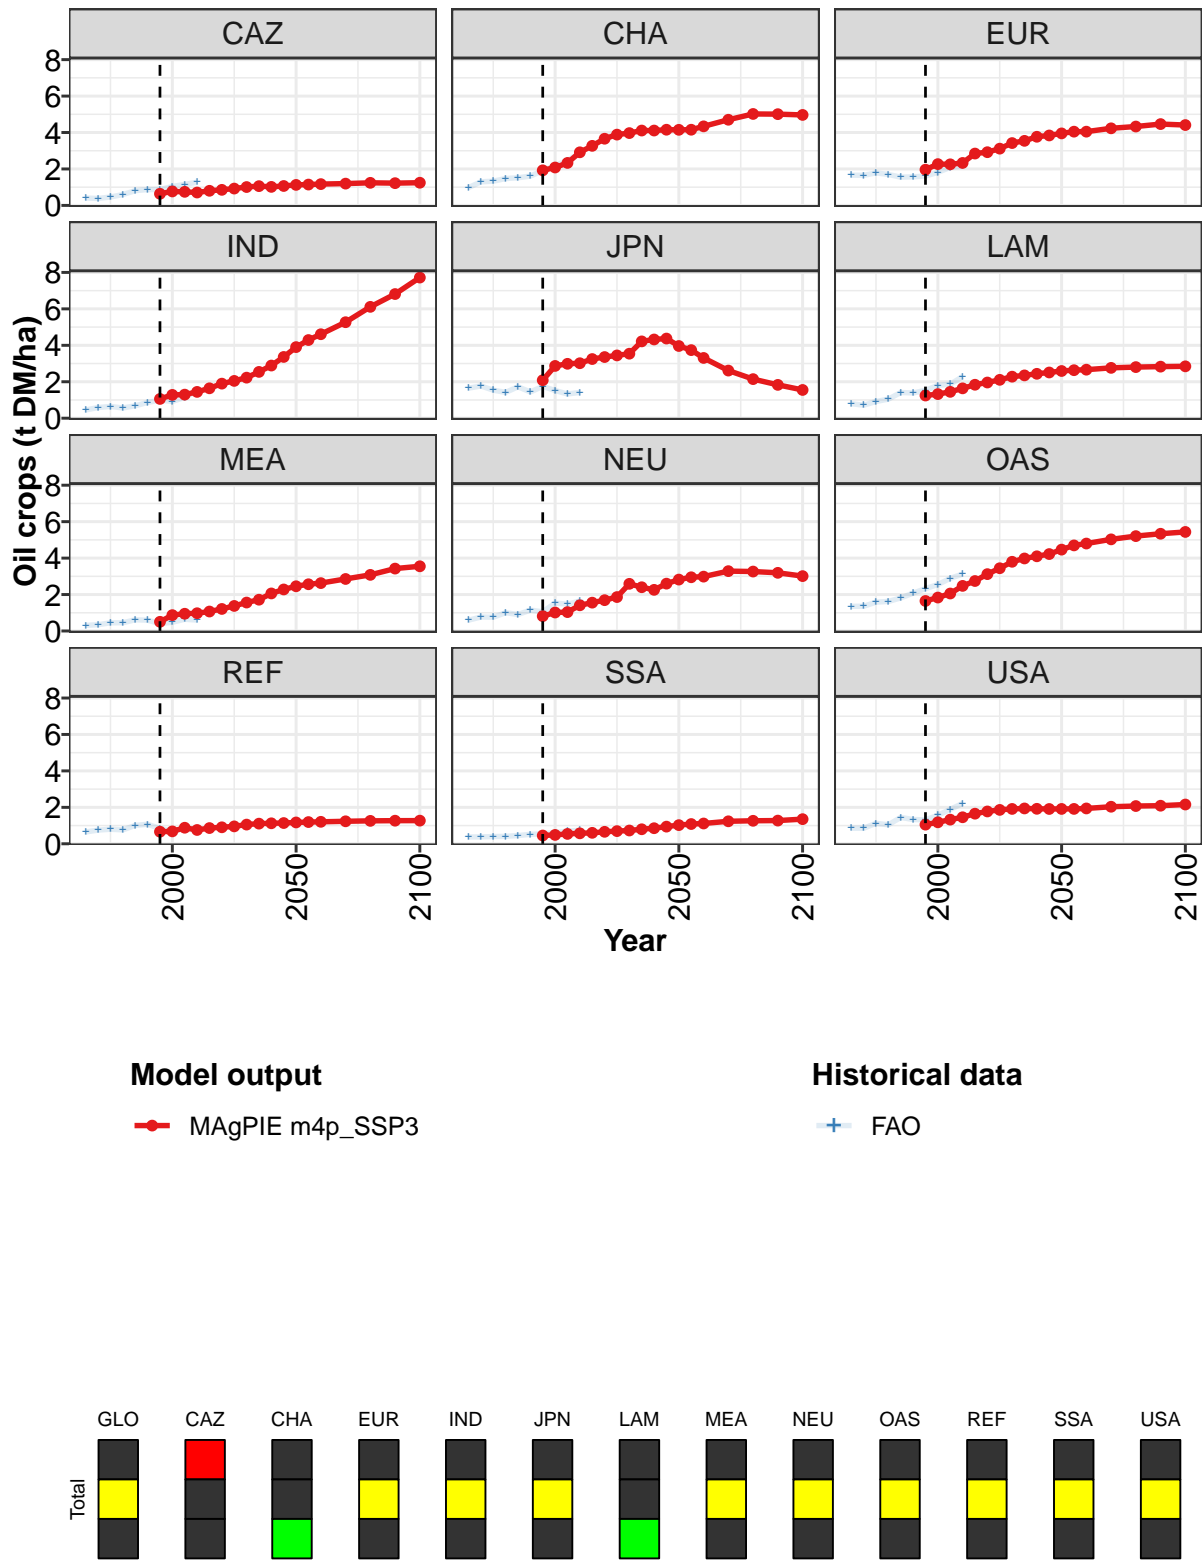 CAZ CHA EUR
8
6
4
2
0
IND JPN LAM
8
6
4
2
0
MEA NEU OAS
8
6
4
2
0
REF SSA USA
8
6
4
2
0
2000 2050 2100 2000 2050 2100 2000 2050 2100
Oil crops (t DM/ha)
Year
Model output Historical data
MAgPIE m4p_SSP3 FAO
GLO CAZ CHA EUR IND JPN LAM MEA NEU OAS REF SSA USA
Total